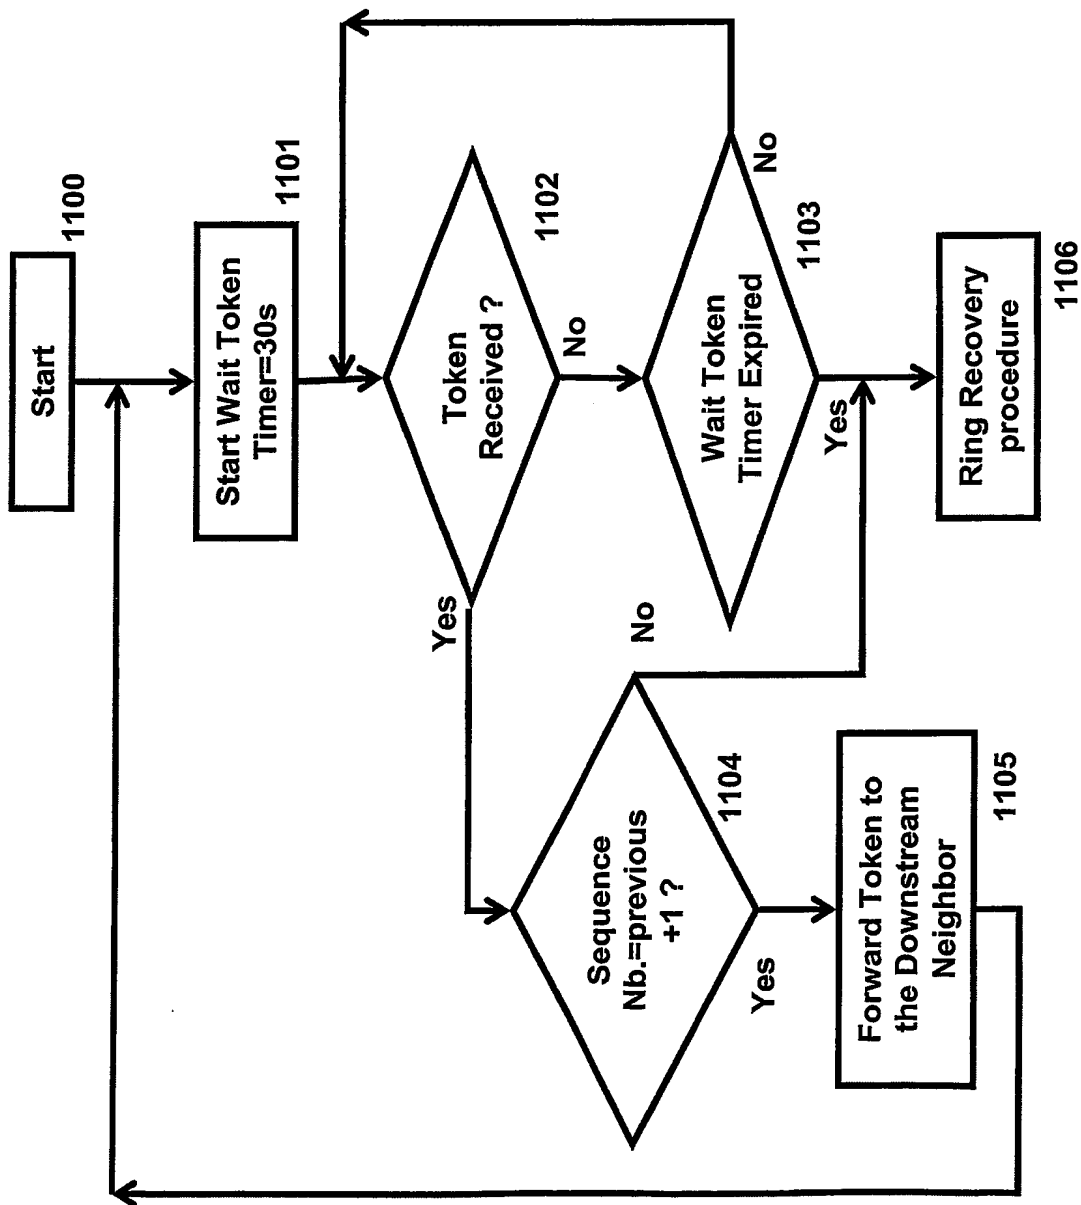 Start
1100
Start Wait Token
Timer=30s
1101
Token
Received ?
1102
Yes
No
Wait Token
Timer Expired
1103
No
Yes
Sequence
Nb.=previous
+1 ?
1104
No
Yes
Forward Token to
the Downstream
Neighbor
1105
Ring Recovery
procedure
1106